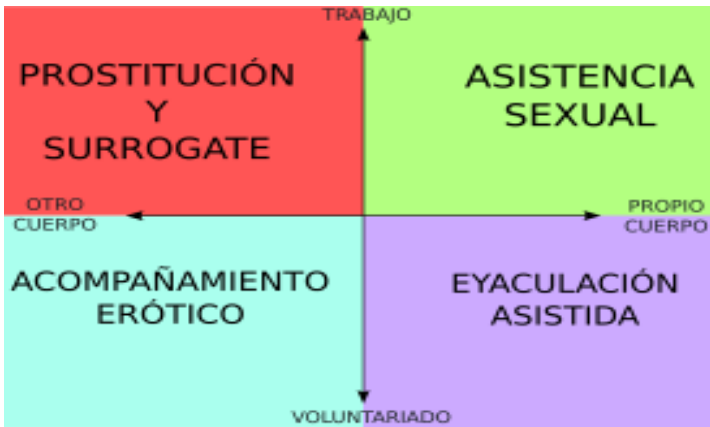 TRABAJO
PROSTITUCIÓN
Y
SURROGATE
ASISTENCIA
SEXUAL
OTRO
CUERPO
PROPIO
CUERPO
ACOMPAÑAMIENTO
ERÓTICO
EYACULACIÓN
ASISTIDA
VOLUNTARIADO